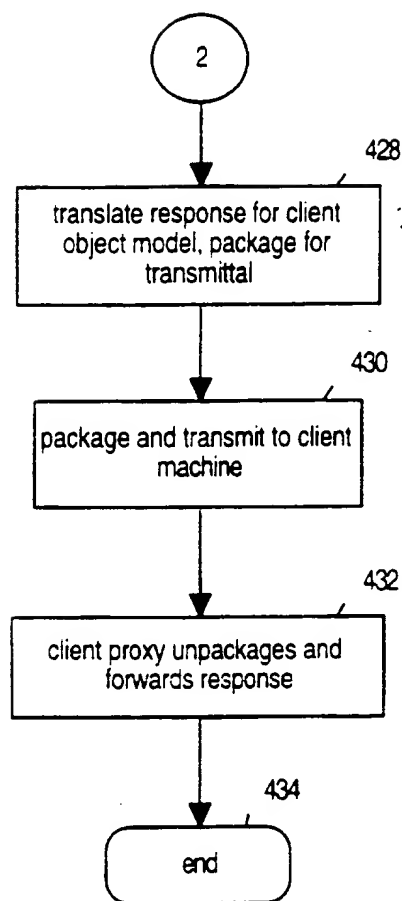 2
428
translate response for client
object model, package for
transmittal
430
package and transmit to client
machine
432
client proxy unpackages and
forwards response
434
end